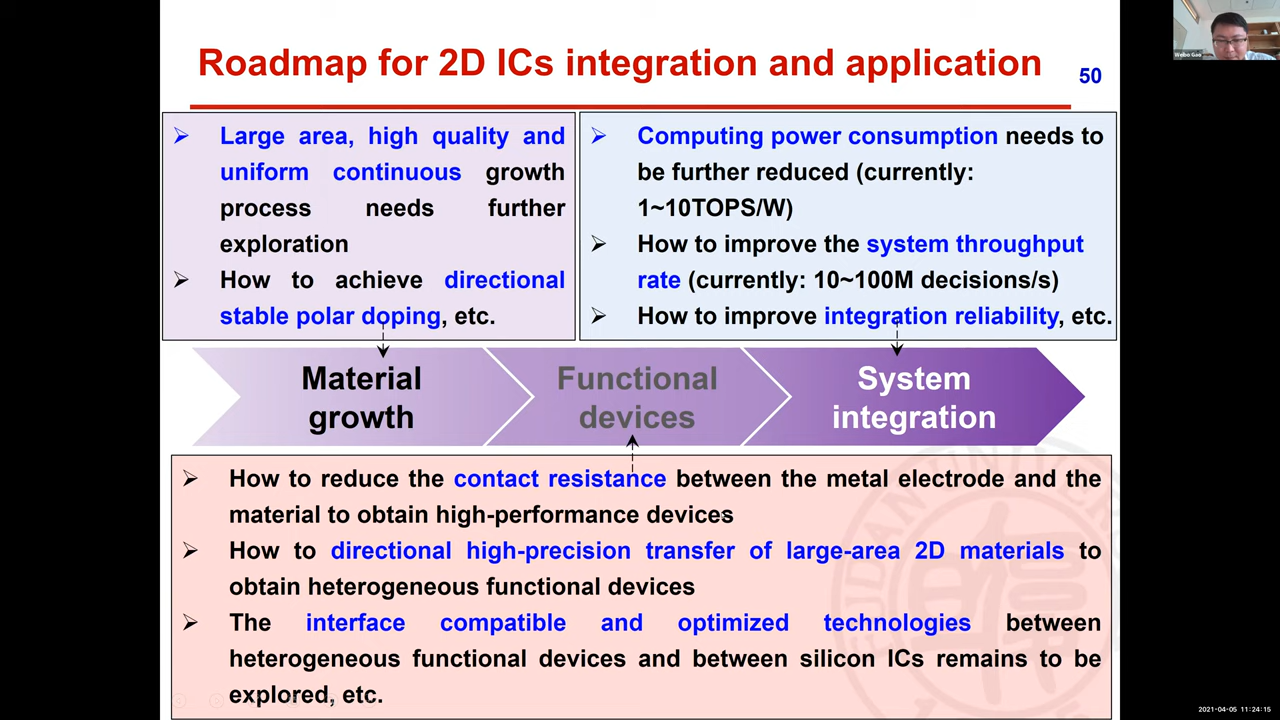 Roadmap for 2D ICs integration and application
50
Webo Gao
➢ Large area, high quality and
uniform continuous growth
process needs further
exploration
➢ How to achieve directional
stable polar doping, etc.
➢ Computing power consumption needs to
be further reduced (currently:
1~10TOPS/W)
➢ How to improve the system throughput
rate (currently: 10~100M decisions/s)
➢ How to improve integration reliability, etc.
Material
growth
Functional
devices
System
integration
➢ How to reduce the contact resistance between the metal electrode and the
material to obtain high-performance devices
➢ How to directional high-precision transfer of large-area 2D materials to
obtain heterogeneous functional devices
➢ The interface compatible and optimized technologies between
heterogeneous functional devices and between silicon ICs remains to be
explored, etc.
2021-04-05 11:24:15